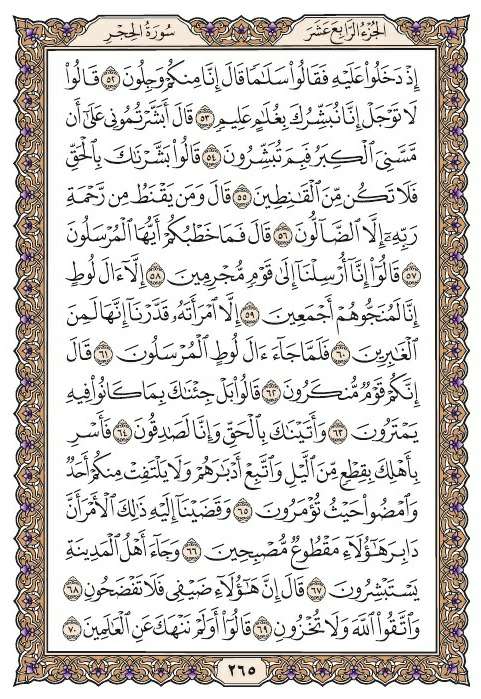 الجزء الرابع عشر
سورة الحجر
إِذْ دَخَلُوا۟ عَلَيْهِ فَقَالُوا۟ سَلَٰمًا قَالَ إِنَّا مِنكُمْ وَجِلُونَ ٥٢ قَالُوا۟
لَا تَوْجَلْ إِنَّا نُبَشِّرُكَ بِغُلَٰمٍ عَلِيمٍ ٥٣ قَالَ أَبَشَّرْتُمُونِى عَلَىٰٓ أَن
مَّسَّنِىَ ٱلْكِبَرُ فَبِمَ تُبَشِّرُونَ ٥٤ قَالُوا۟ بَشَّرْنَٰكَ بِٱلْحَقِّ
فَلَا تَكُن مِّنَ ٱلْقَٰنِطِينَ ٥٥ قَالَ وَمَن يَقْنَطُ مِن رَّحْمَةِ
رَبِّهِۦٓ إِلَّا ٱلضَّآلُّونَ ٥٦ قَالَ فَمَا خَطْبُكُمْ أَيُّهَا ٱلْمُرْسَلُونَ
٥٧ قَالُوٓا۟ إِنَّآ أُرْسِلْنَآ إِلَىٰ قَوْمٍ مُّجْرِمِينَ ٥٨ إِلَّآ ءَالَ لُوطٍ
إِنَّا لَمُنَجُّوهُمْ أَجْمَعِينَ ٥٩ إِلَّا ٱمْرَأَتَهُۥ قَدَّرْنَآ إِنَّهَا لَمِنَ
ٱلْغَٰبِرِينَ ٦٠ فَلَمَّا جَآءَ ءَالَ لُوطٍ ٱلْمُرْسَلُونَ ٦١ قَالَ
إِنَّكُمْ قَوْمٌ مُّنكَرُونَ ٦٢ قَالُوا۟ بَلْ جِئْنَٰكَ بِمَا كَانُوا۟ فِيهِ
يَمْتَرُونَ ٦٣ وَأَتَيْنَٰكَ بِٱلْحَقِّ وَإِنَّا لَصَٰدِقُونَ ٦٤ فَأَسْرِ
بِأَهْلِكَ بِقِطْعٍ مِّنَ ٱلَّيْلِ وَٱتَّبِعْ أَدْبَٰرَهُمْ وَلَا يَلْتَفِتْ مِنكُمْ أَحَدٌ
وَٱمْضُوا۟ حَيْثُ تُؤْمَرُونَ ٦٥ وَقَضَيْنَآ إِلَيْهِ ذَٰلِكَ ٱلْأَمْرَ أَنَّ
دَابِرَ هَٰٓؤُلَآءِ مَقْطُوعٌ مُّصْبِحِينَ ٦٦ وَجَآءَ أَهْلُ ٱلْمَدِينَةِ
يَسْتَبْشِرُونَ ٦٧ قَالَ إِنَّ هَٰٓؤُلَآءِ ضَيْفِى فَلَا تَفْضَحُونِ ٦٨
وَٱتَّقُوا۟ ٱللَّهَ وَلَا تُخْزُونِ ٦٩ قَالُوٓا۟ أَوَلَمْ نَنْهَكَ عَنِ ٱلْعَٰلَمِينَ ٧٠
٢٦٥